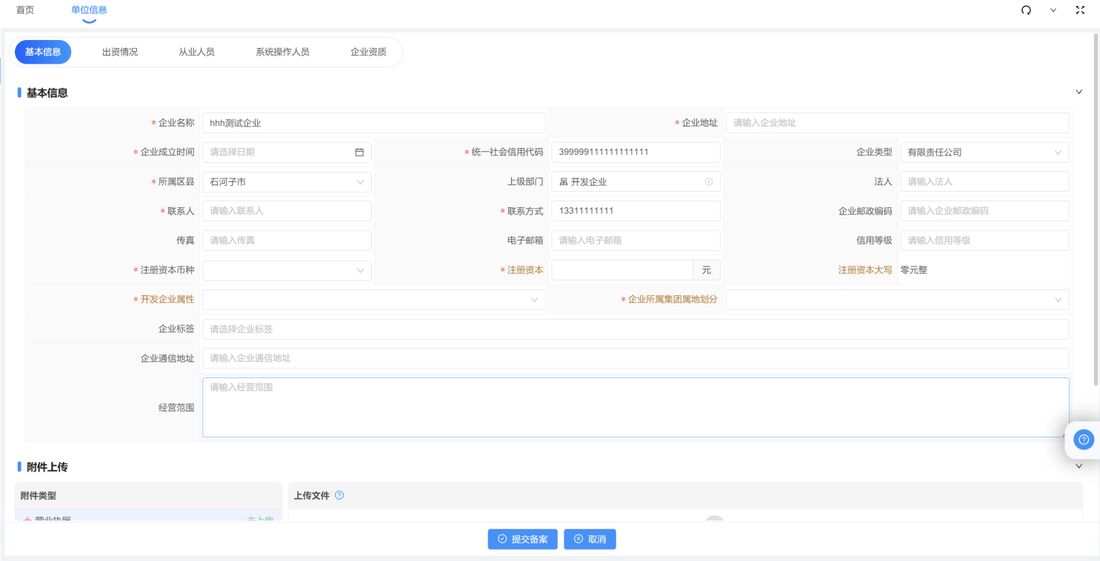 首页 单位信息
基本信息 出资情况 从业人员 系统操作人员 企业资质
基本信息
* 企业名称 hhh测试企业 * 企业地址 请输入企业地址
* 企业成立时间 请选择日期 * 统一社会信用代码 399999111111111111 企业类型 有限责任公司
* 所属区县 石河子市 上级部门 开发企业 法人 请输入法人
* 联系人 请输入联系人 * 联系方式 13311111111 企业邮政编码 请输入企业邮政编码
传真 请输入传真 电子邮箱 请输入电子邮箱 信用等级 请输入信用等级
* 注册资本币种 * 注册资本 元 注册资本大写 零元整
* 开发企业属性 * 企业所属集团属地划分
企业标签 请选择企业标签
企业通信地址 请输入企业通信地址
经营范围 请输入经营范围
附件上传
附件类型 上传文件
营业执照 未上传
提交备案 取消